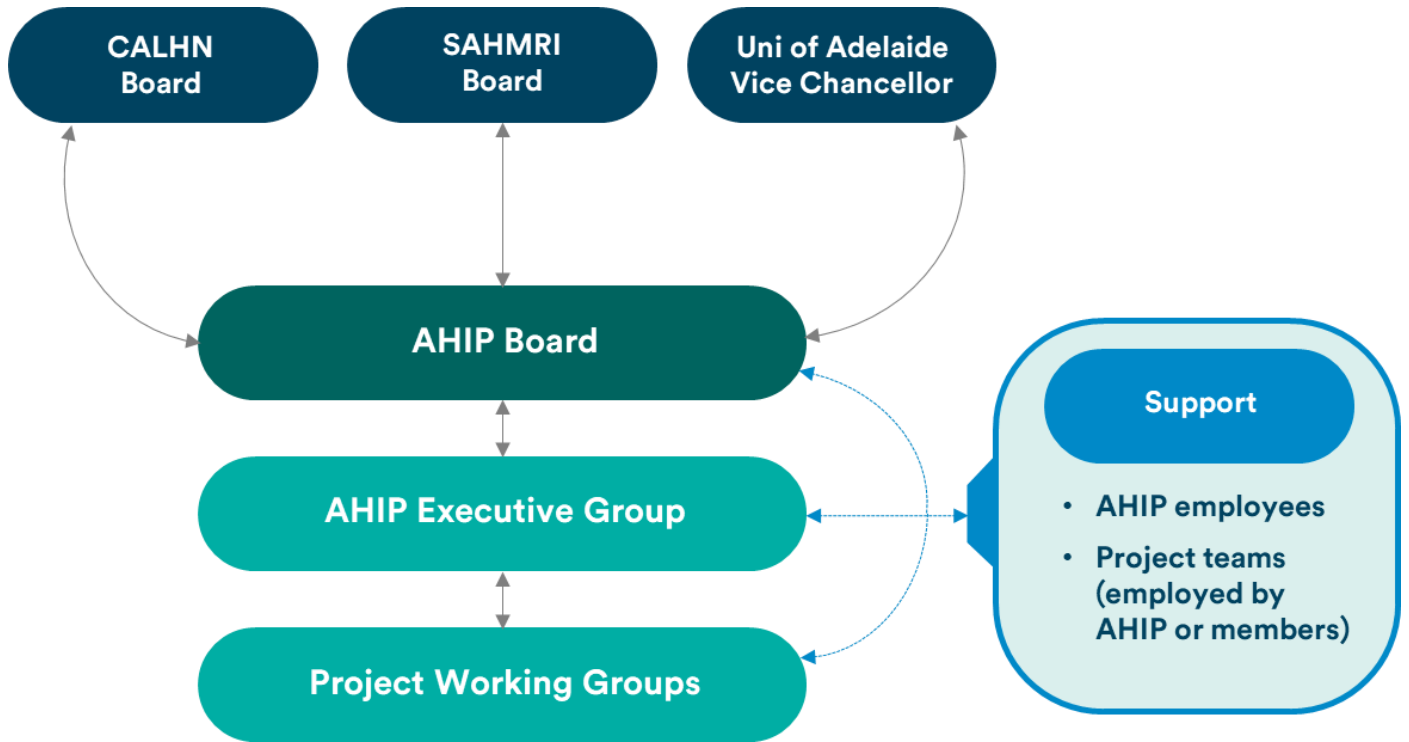 CALHN
Board
SAHMRI
Board
Uni of Adelaide
Vice Chancellor
AHIP Board
AHIP Executive Group
Project Working Groups
Support
• AHIP employees
• Project teams
(employed by
AHIP or members)